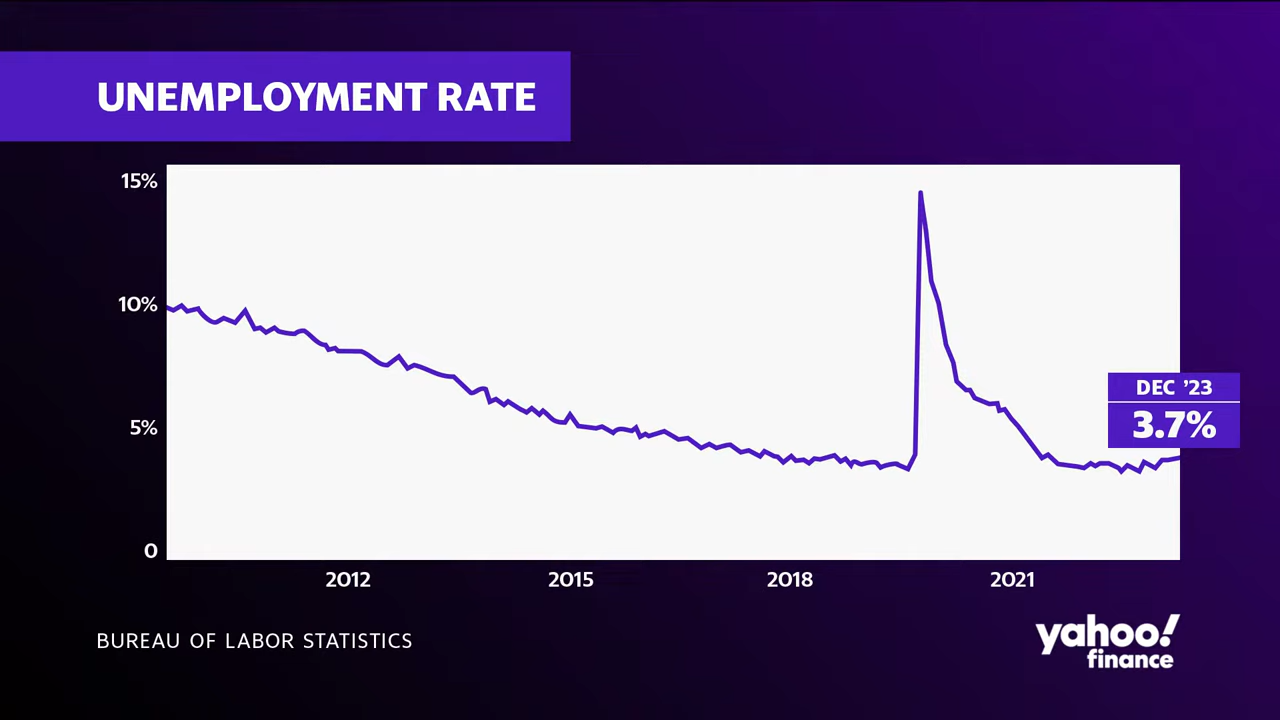 UNEMPLOYMENT RATE
15%
10%
5%
0
DEC ’23
3.7%
2012 2015 2018 2021
BUREAU OF LABOR STATISTICS
yahoo!
finance